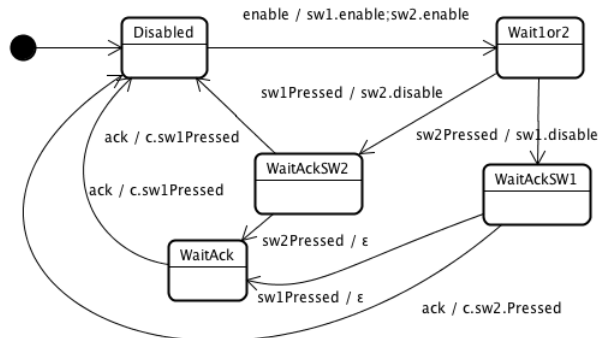 enable / sw1.enable;sw2.enable
Disabled
Wait1or2
sw1Pressed / sw2.disable
sw2Pressed / sw1.disable
ack / c.sw1Pressed
WaitAckSW2
WaitAckSW1
ack / c.sw1Pressed
sw2Pressed / ε
WaitAck
sw1Pressed / ε
ack / c.sw2.Pressed